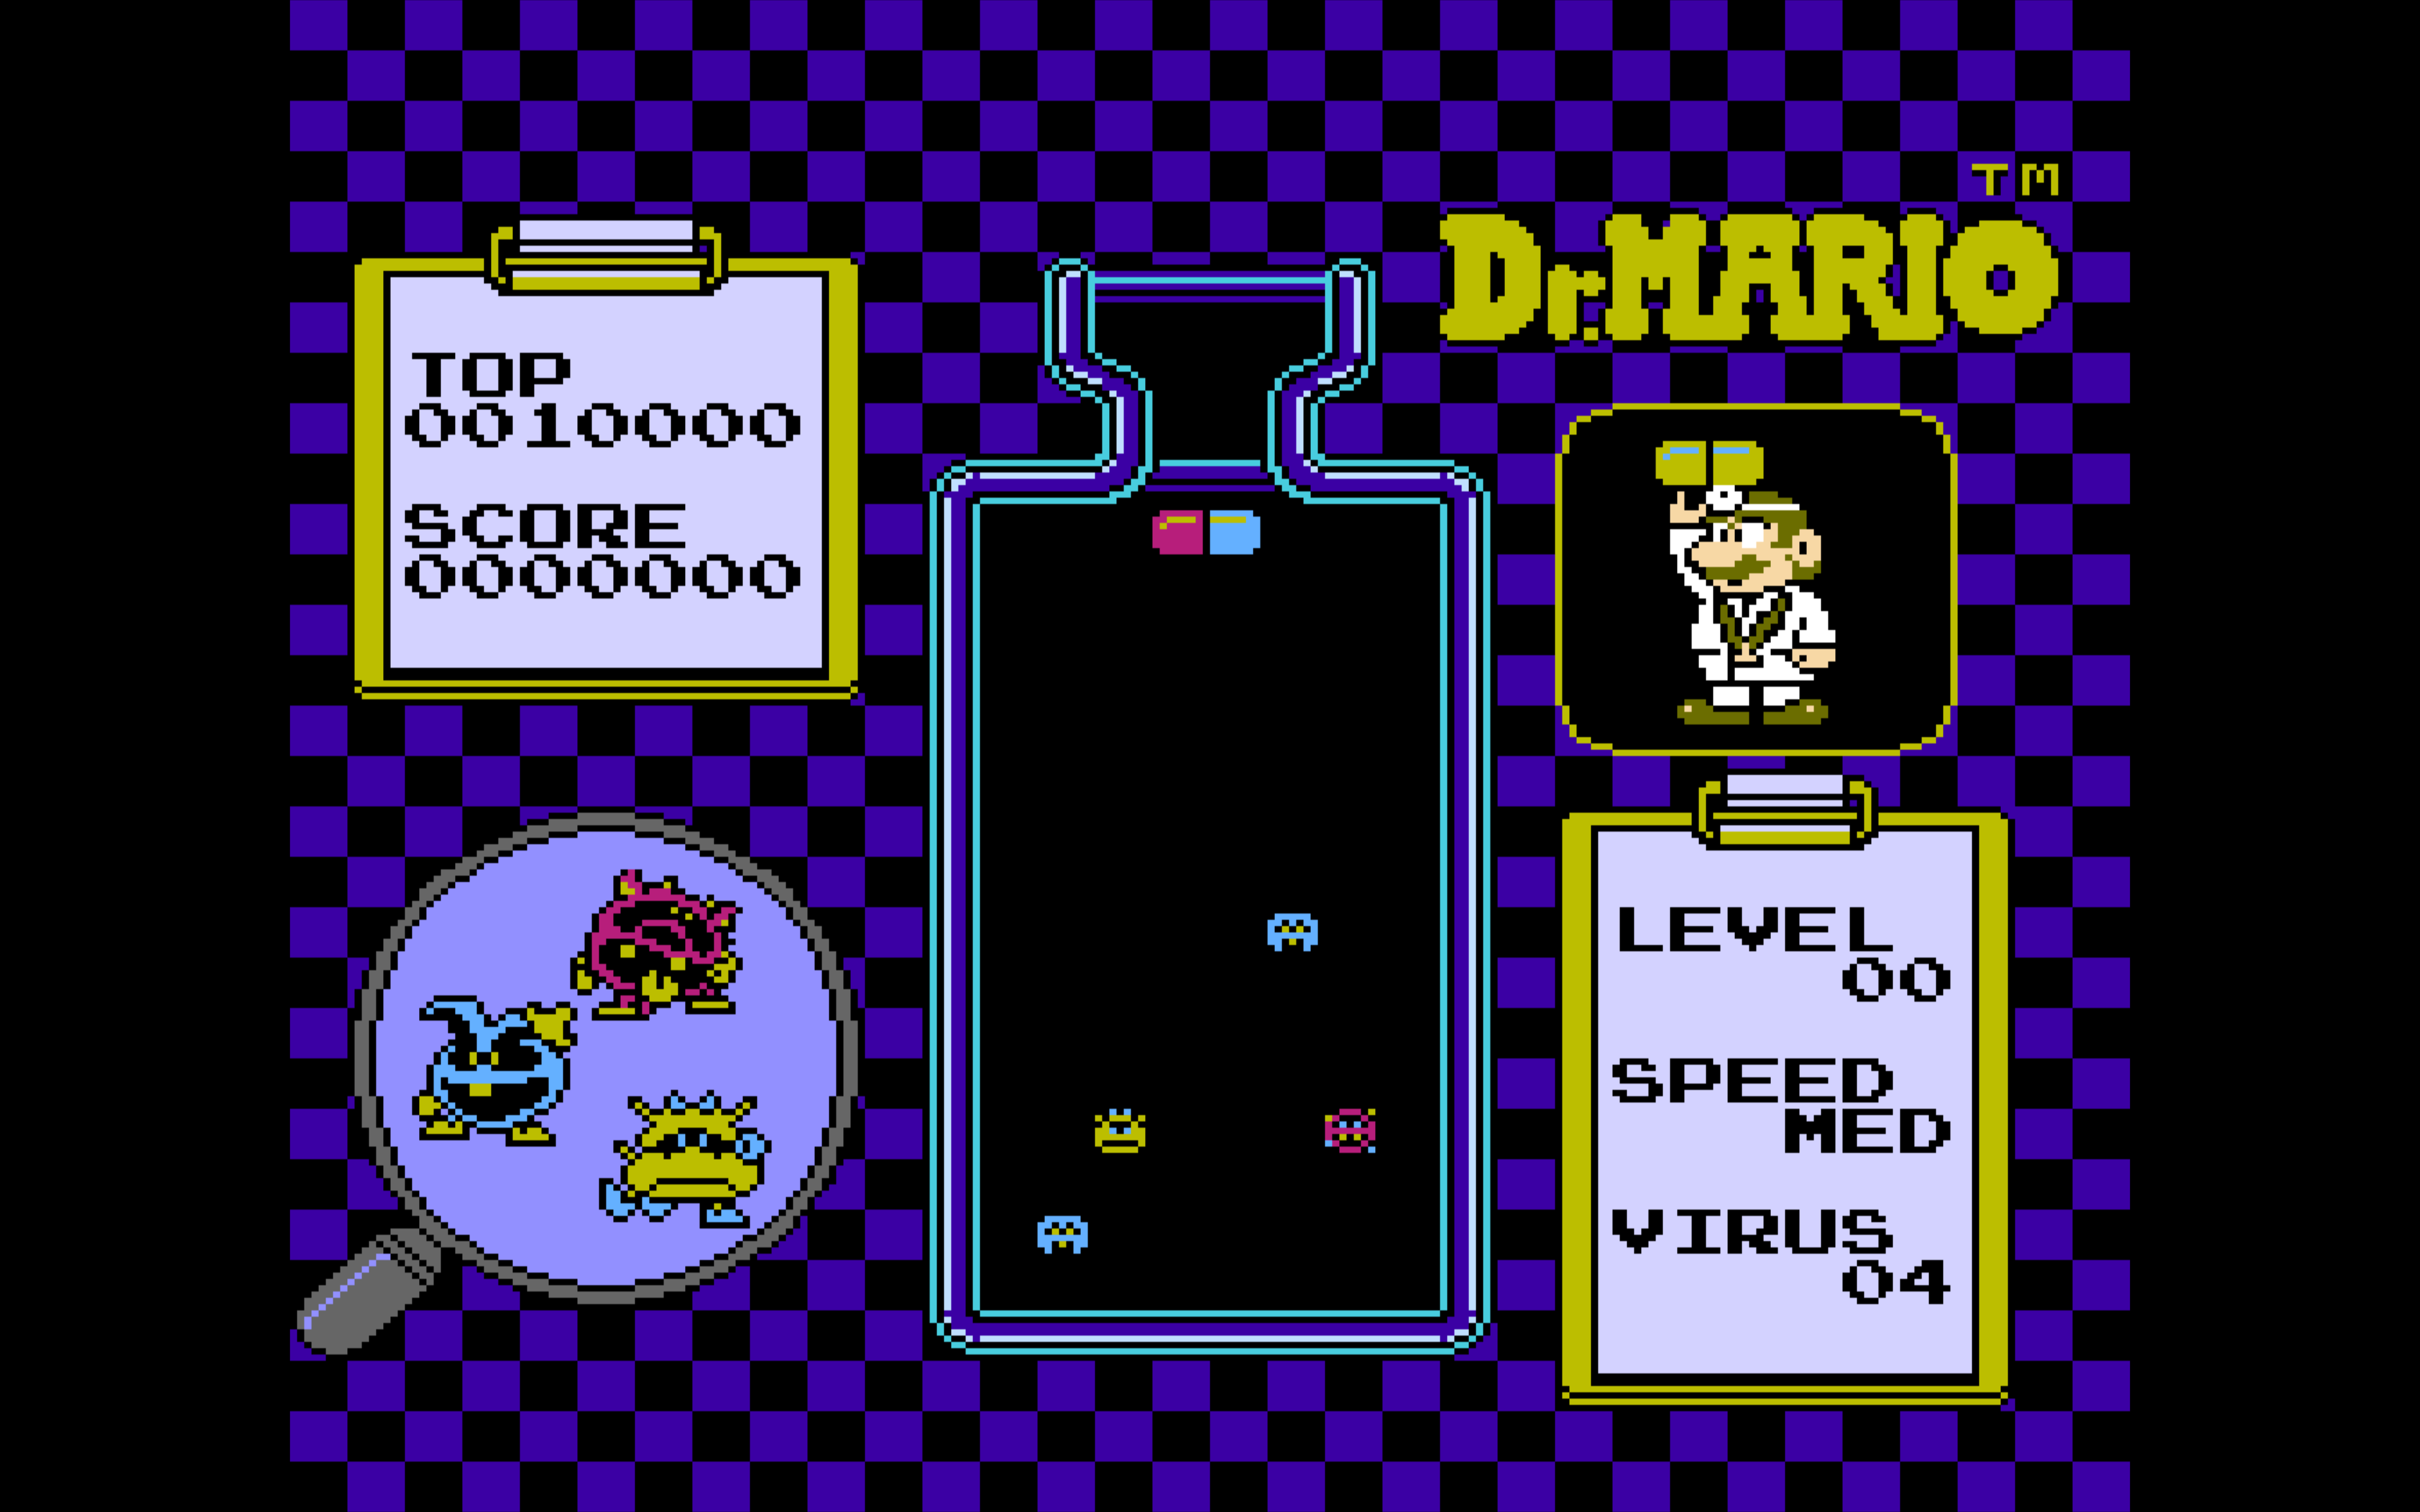 TOP
0010000
SCORE
0000000
TM
Dr. MARIO
LEVEL
00
SPEED
MED
VIRUS
04